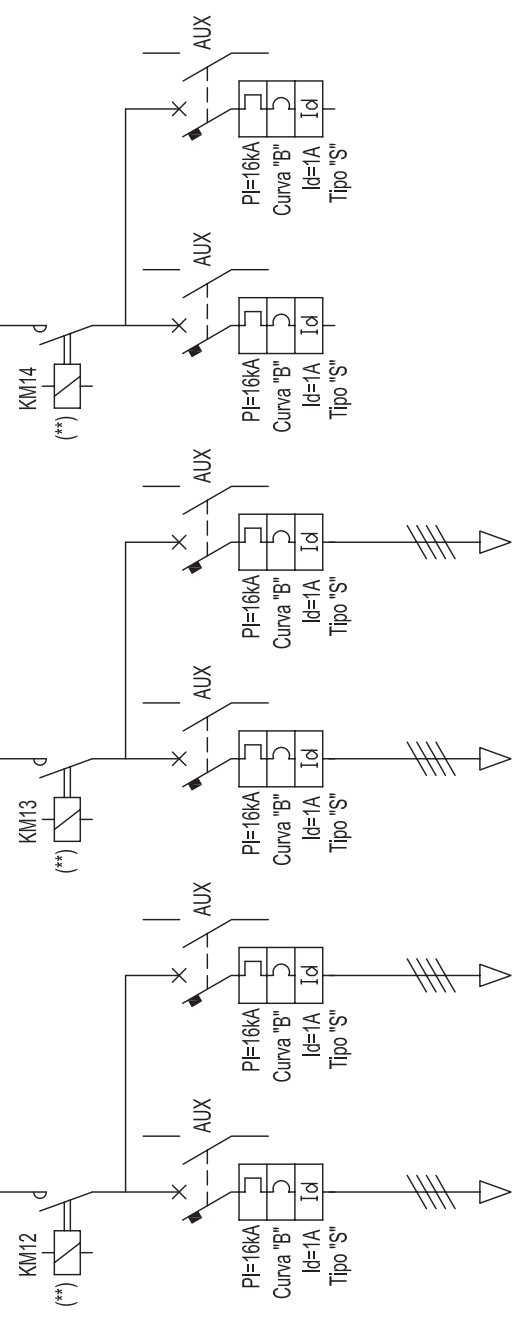 AUX
PI=16kA
Curva "B"
Id
Id=1A
Tipo "S"
KM14
(**)
AUX
PI=16kA
Curva "B"
Id
Id=1A
Tipo "S"
AUX
PI=16kA
Curva "B"
Id
Id=1A
Tipo "S"
KM13
(**)
AUX
PI=16kA
Curva "B"
Id
Id=1A
Tipo "S"
AUX
PI=16kA
Curva "B"
Id
Id=1A
Tipo "S"
KM12
(**)
AUX
PI=16kA
Curva "B"
Id
Id=1A
Tipo "S"